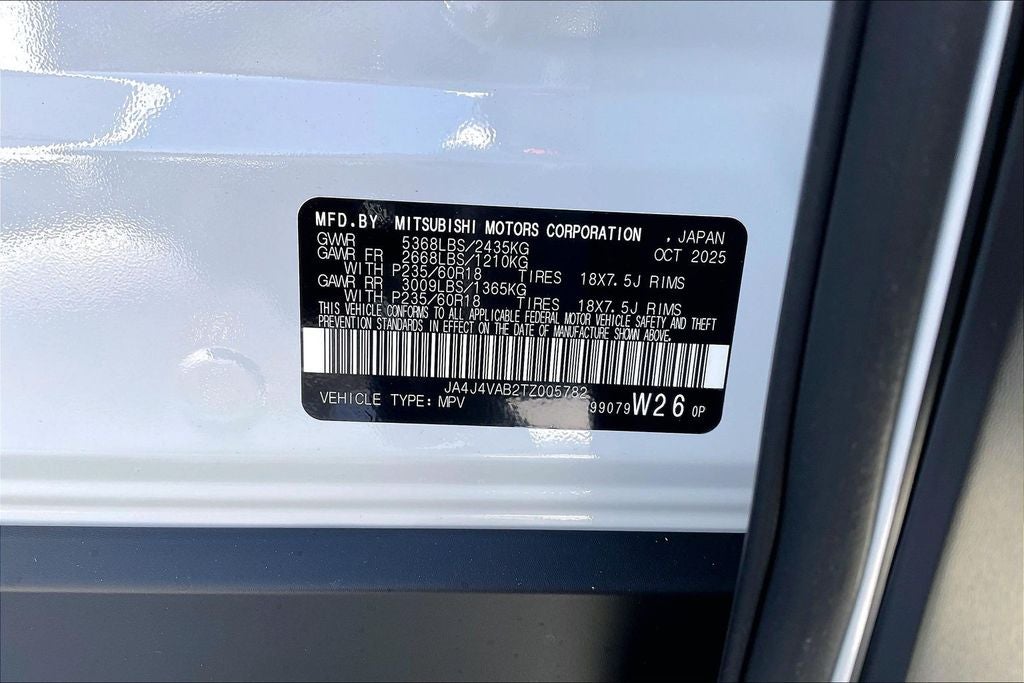 MFD.BY MITSUBISHI MOTORS CORPORATION , JAPAN
GWWR 5368LBS/2435KG OCT 2025
GAWR FR 2668LBS/1210KG
WITH P235/60R18 TIRES 18X7.5J RIMS
GAWR RR 3009LBS/1365KG
WITH P235/60R18 TIRES 18X7.5J RIMS
THIS VEHICLE CONFORMS TO ALL APPLICABLE FEDERAL MOTOR VEHICLE SAFETY AND THEFT
PREVENTION STANDARDS IN EFFECT ON THE DATE OF MANUFACTURE SHOWN ABOVE.
JA4J4VAB2TZ005782
VEHICLE TYPE: MPV 99079 W26 0P